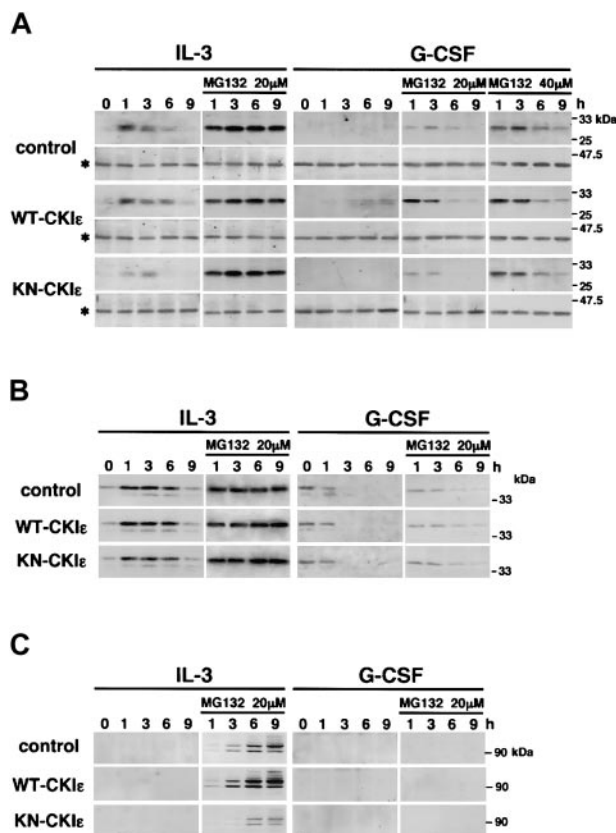 A
IL-3 G-CSF
MG132 20μM MG132 20μM MG132 40μM
0 1 3 6 9 1 3 6 9 0 1 3 6 9 1 3 6 9 1 3 6 9 h
33 kDa
control
25
47.5
*
33
WT-CKIε
25
47.5
*
33
KN-CKIε
25
47.5
*
B
IL-3 G-CSF
MG132 20μM MG132 20μM
0 1 3 6 9 1 3 6 9 0 1 3 6 9 1 3 6 9 h
kDa
control
33
WT-CKIε
33
KN-CKIε
33
C
IL-3 G-CSF
MG132 20μM MG132 20μM
0 1 3 6 9 1 3 6 9 0 1 3 6 9 1 3 6 9 h
control 90 kDa
WT-CKIε 90
KN-CKIε 90